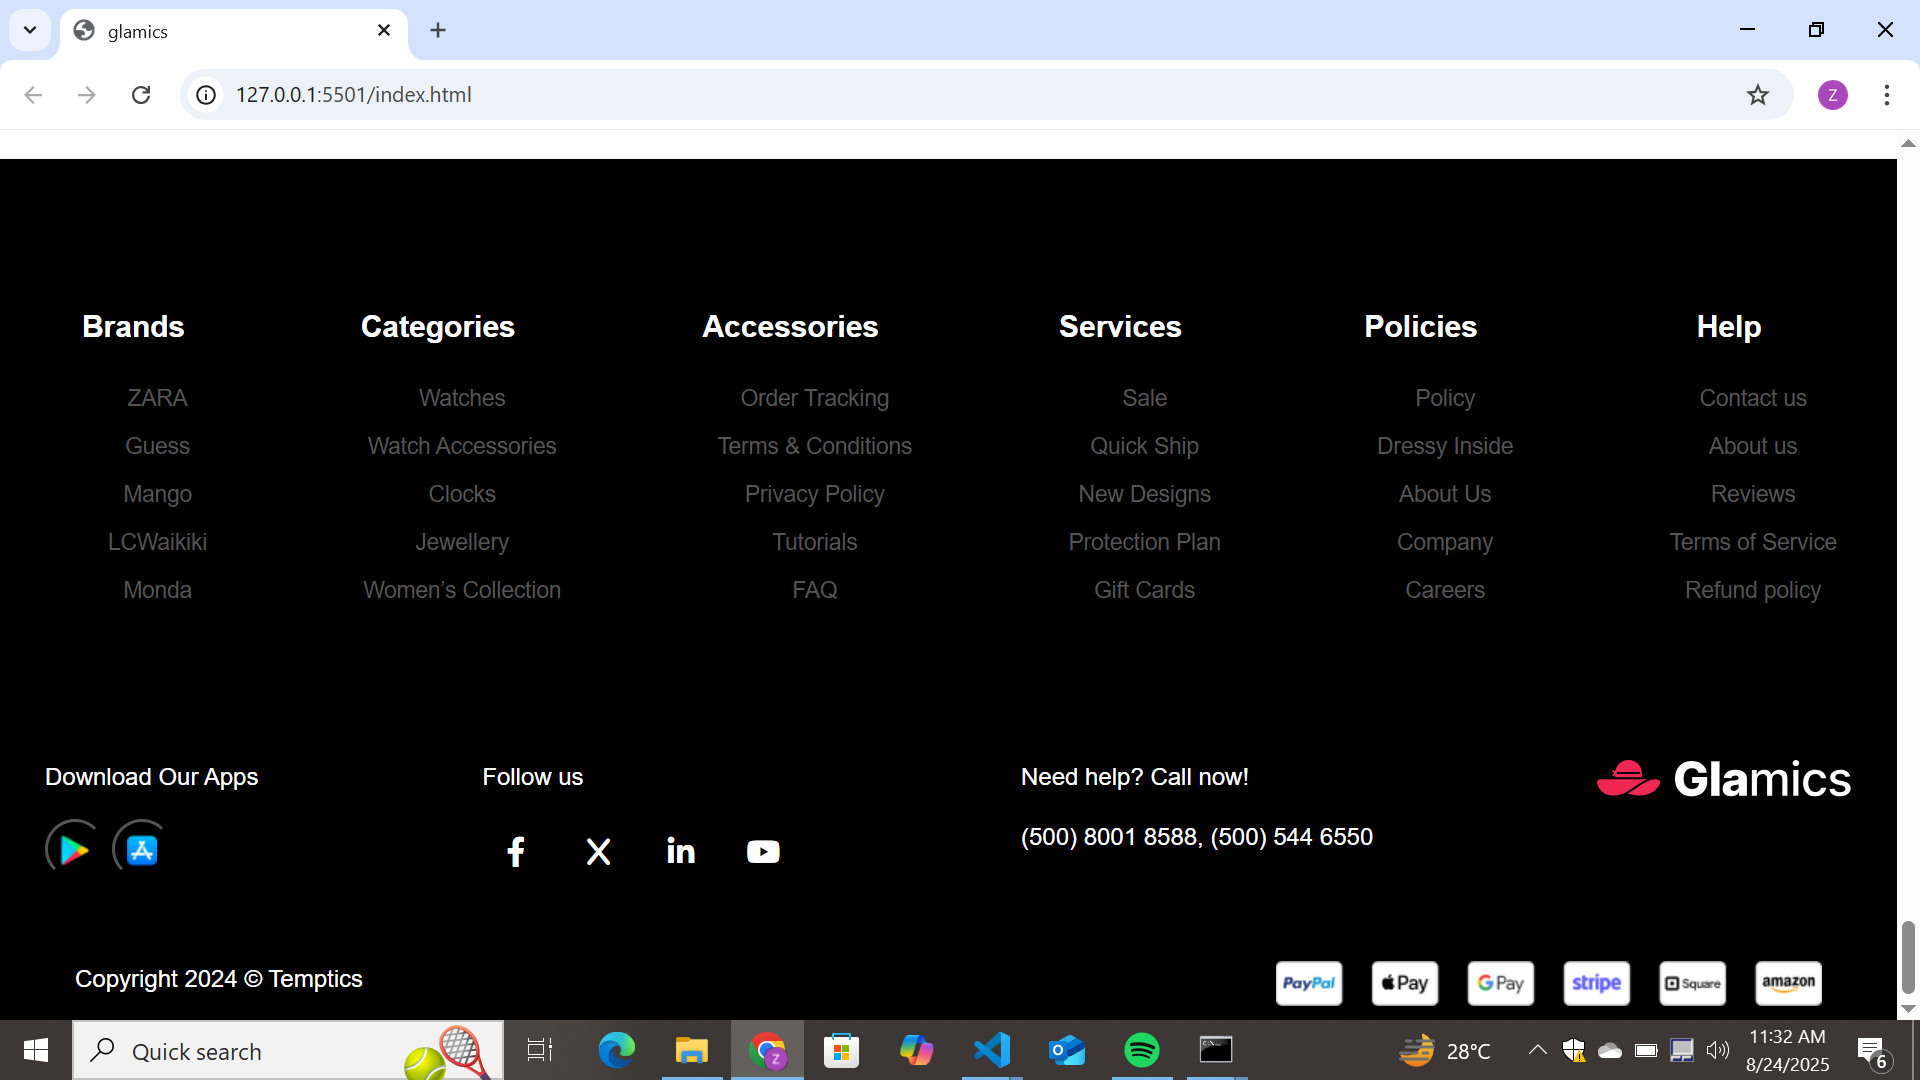 glamics
127.0.0.1:5501/index.html
Z
Brands
Categories
Accessories
Services
Policies
Help
ZARA
Watches
Order Tracking
Sale
Policy
Contact us
Guess
Watch Accessories
Terms & Conditions
Quick Ship
Dressy Inside
About us
Mango
Clocks
Privacy Policy
New Designs
About Us
Reviews
LCWaikiki
Jewellery
Tutorials
Protection Plan
Company
Terms of Service
Monda
Women’s Collection
FAQ
Gift Cards
Careers
Refund policy
Download Our Apps
Follow us
Need help? Call now!
Glamics
(500) 8001 8588, (500) 544 6550
Copyright 2024 © Temptics
PayPal
Pay
G Pay
stripe
Square
amazon
Quick search
Z
28°C
11:32 AM
8/24/2025
6